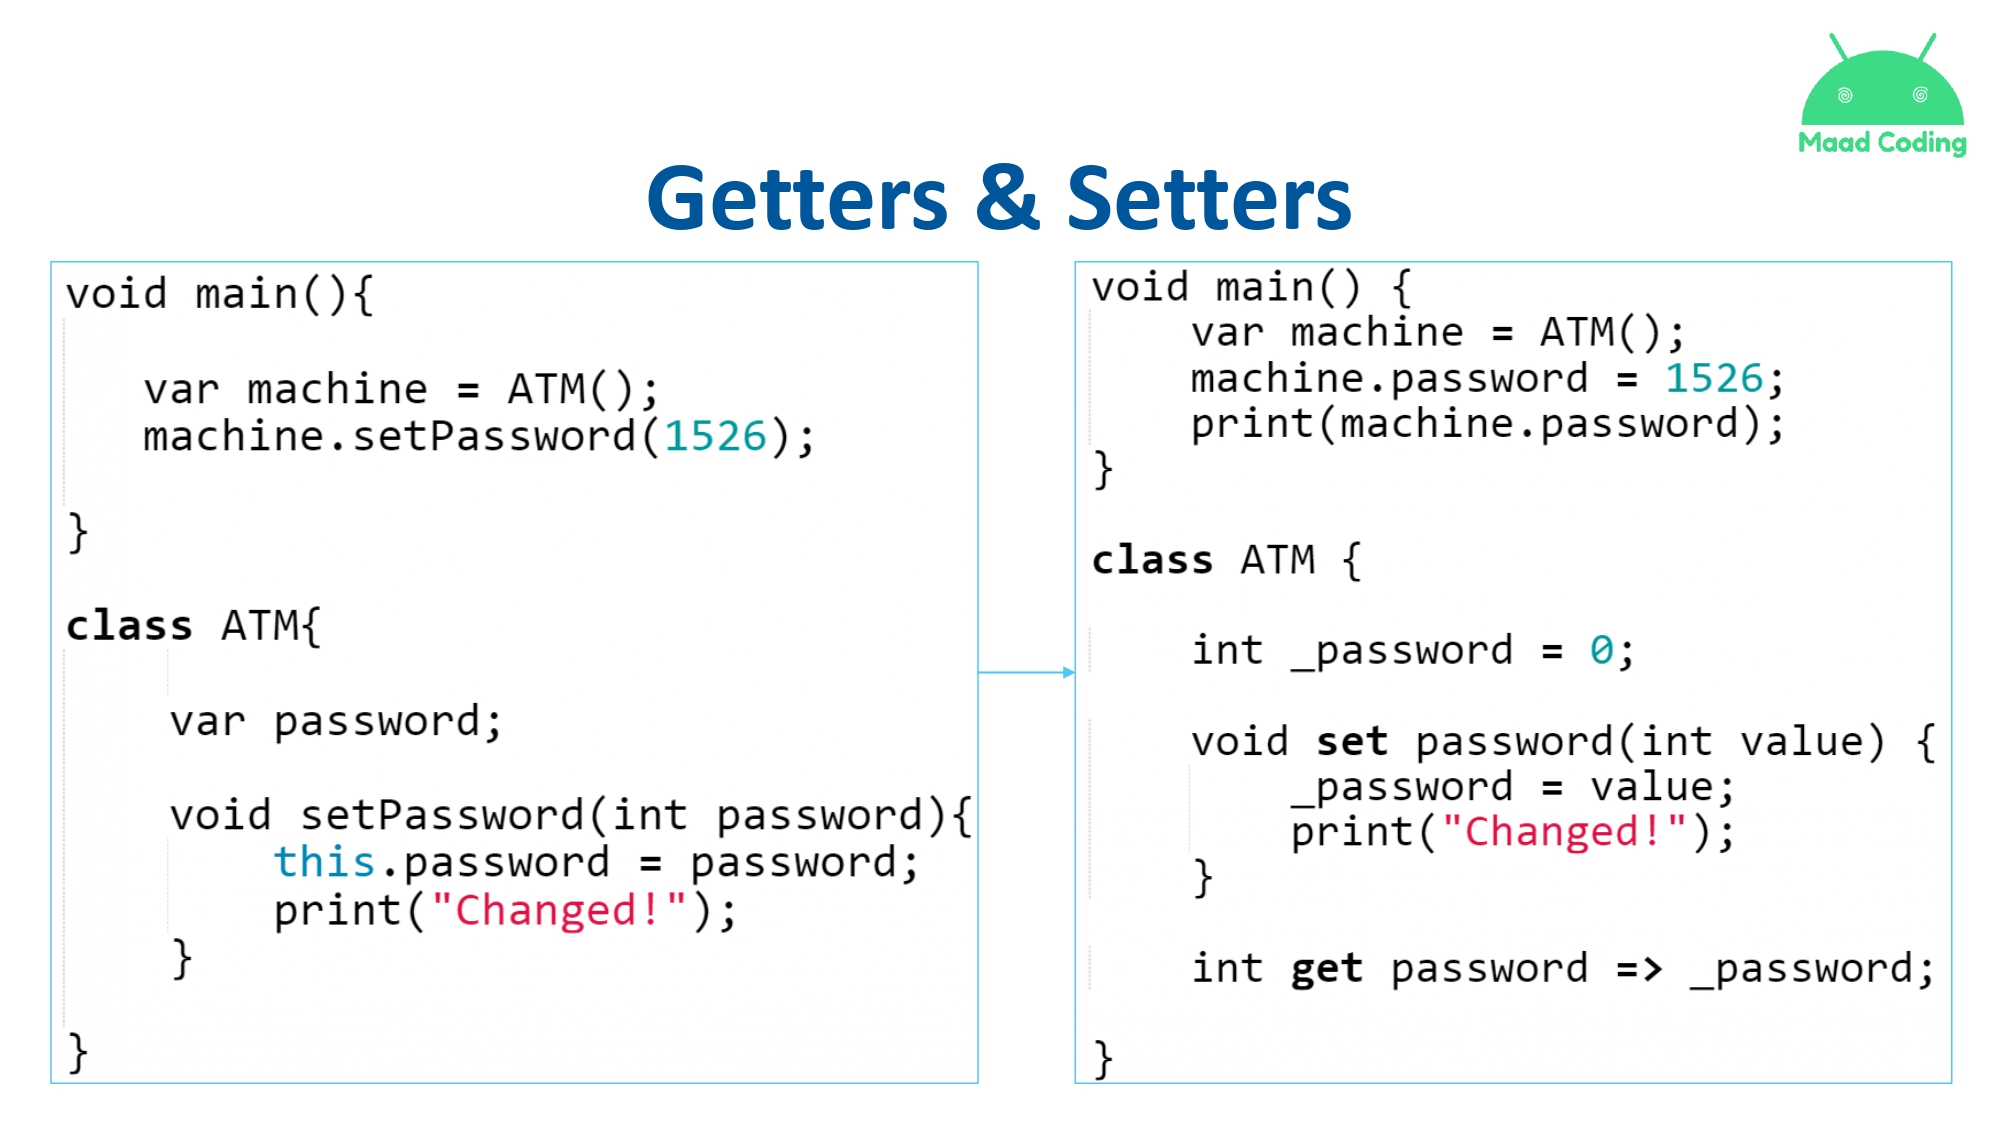 Maad Coding
Getters & Setters
void main(){
var machine = ATM();
machine.setPassword(1526);
}
class ATM{
var password;
void setPassword(int password){
this.password = password;
print("Changed!");
}
}
void main() {
var machine = ATM();
machine.password = 1526;
print(machine.password);
}
class ATM {
int _password = 0;
void set password(int value) {
_password = value;
print("Changed!");
}
int get password => _password;
}